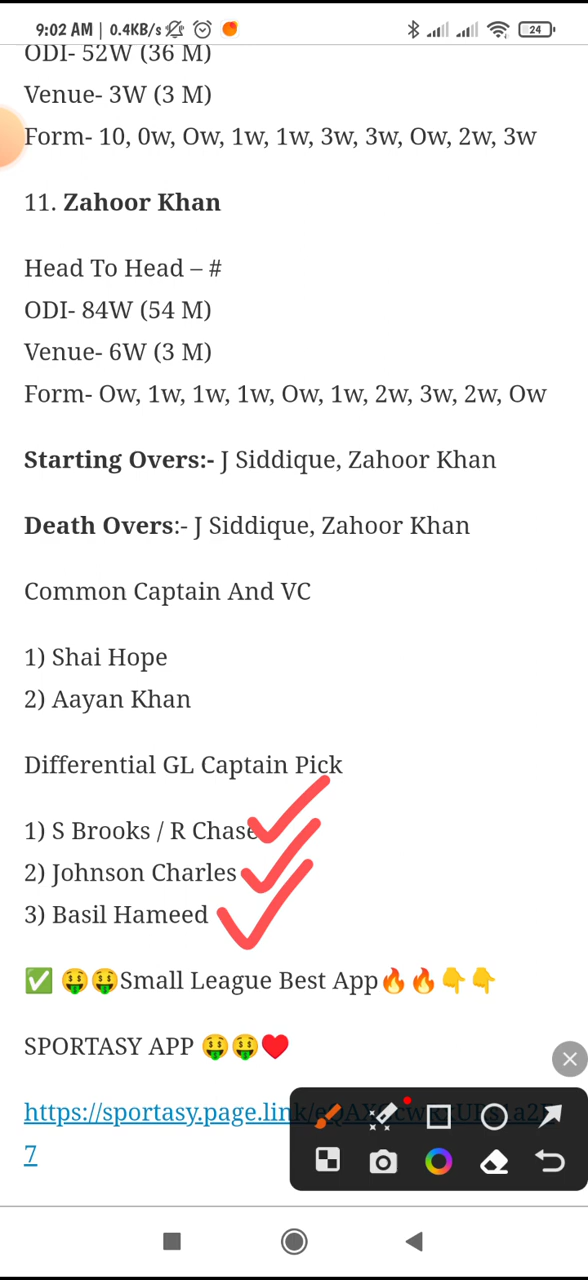 9:02 AM | 0.4KB/s
24
ODI- 52W (36 M)
Venue- 3W (3 M)
Form- 10, 0w, Ow, 1w, 1w, 3w, 3w, Ow, 2w, 3w
11. Zahoor Khan
Head To Head – #
ODI- 84W (54 M)
Venue- 6W (3 M)
Form- Ow, 1w, 1w, 1w, Ow, 1w, 2w, 3w, 2w, Ow
Starting Overs:- J Siddique, Zahoor Khan
Death Overs:- J Siddique, Zahoor Khan
Common Captain And VC
1) Shai Hope
2) Aayan Khan
Differential GL Captain Pick
1) S Brooks / R Chase
2) Johnson Charles
3) Basil Hameed
✅ 🤑🤑Small League Best App🔥🔥👇👇
SPORTASY APP 🤑🤑❤️
https://sportasy.page.link/
7